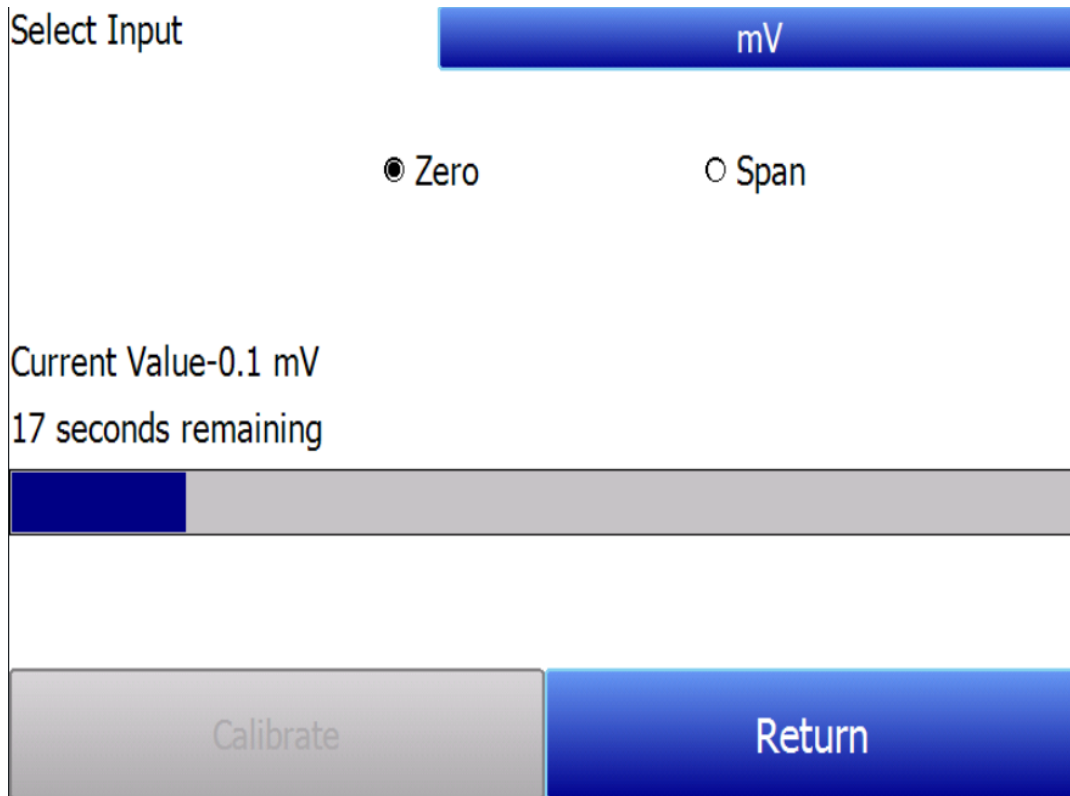 Select Input
mV
Zero
Span
Current Value-0.1 mV
17 seconds remaining
Calibrate
Return